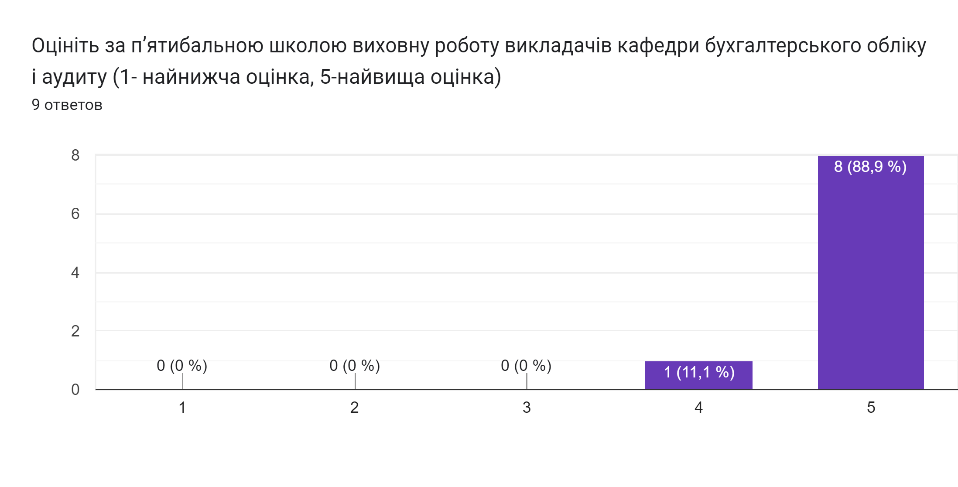 Оцініть за п’ятибальною школою виховну роботу викладачів кафедри бухгалтерського обліку
і аудиту (1- найнижча оцінка, 5-найвища оцінка)
9 ответов
8
6
4
2
0
0 (0 %)
0 (0 %)
0 (0 %)
1 (11,1 %)
8 (88,9 %)
1
2
3
4
5